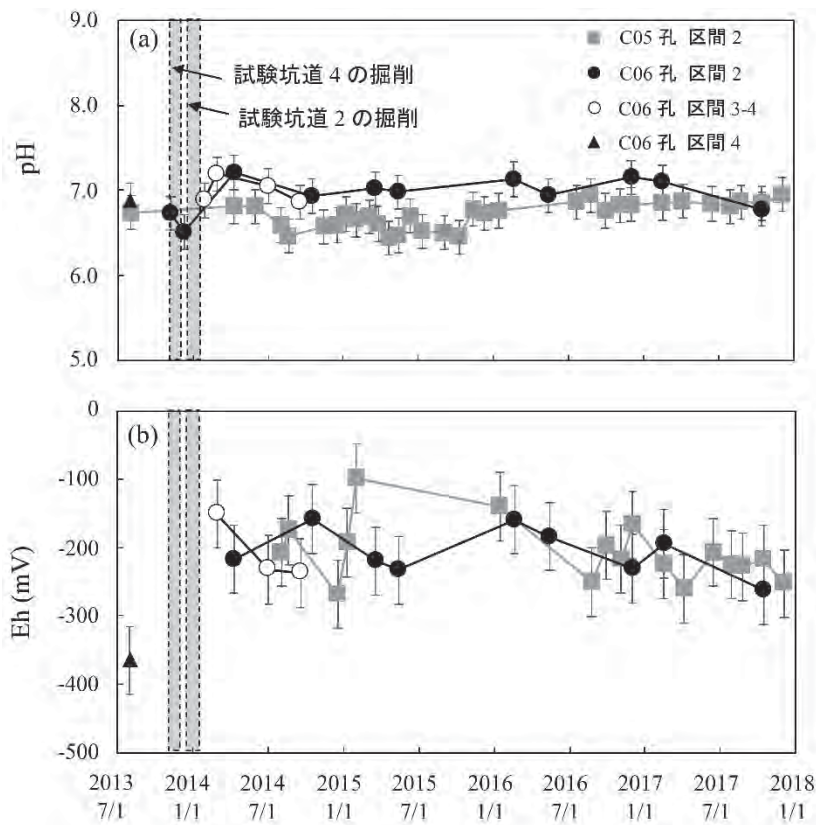 9.0
(a)
試験坑道 4 の掘削
試験坑道 2 の掘削
C05 孔 区間 2
C06 孔 区間 2
C06 孔 区間 3-4
C06 孔 区間 4
8.0
pH
7.0
6.0
5.0
0
(b)
-100
-200
Eh (mV)
-300
-400
-500
2013 2014 2014 2015 2015 2016 2016 2017 2017 2018
7/1 1/1 7/1 1/1 7/1 1/1 7/1 1/1 7/1 1/1